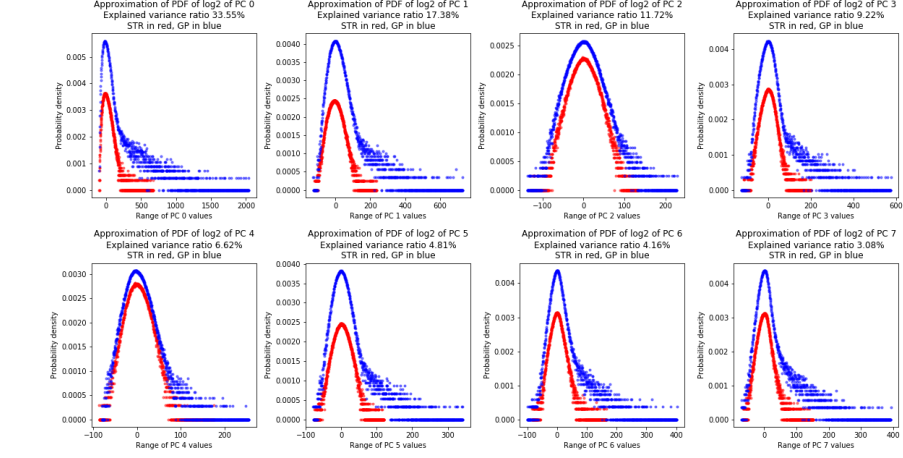 Approximation of PDF of log2 of PC 0
Explained variance ratio 33.55%
STR in red, GP in blue
Probability density
0.005
0.004
0.003
0.002
0.001
0.000
0
500
1000
1500
2000
Range of PC 0 values
Approximation of PDF of log2 of PC 1
Explained variance ratio 17.38%
STR in red, GP in blue
Probability density
0.0040
0.0035
0.0030
0.0025
0.0020
0.0015
0.0010
0.0005
0.0000
0
200
400
600
Range of PC 1 values
Approximation of PDF of log2 of PC 2
Explained variance ratio 11.72%
STR in red, GP in blue
Probability density
0.0025
0.0020
0.0015
0.0010
0.0005
0.0000
−100
0
100
200
Range of PC 2 values
Approximation of PDF of log2 of PC 3
Explained variance ratio 9.22%
STR in red, GP in blue
Probability density
0.004
0.003
0.002
0.001
0.000
0
200
400
600
Range of PC 3 values
Approximation of PDF of log2 of PC 4
Explained variance ratio 6.62%
STR in red, GP in blue
Probability density
0.0030
0.0025
0.0020
0.0015
0.0010
0.0005
0.0000
−100
0
100
200
Range of PC 4 values
Approximation of PDF of log2 of PC 5
Explained variance ratio 4.81%
STR in red, GP in blue
Probability density
0.0040
0.0035
0.0030
0.0025
0.0020
0.0015
0.0010
0.0005
0.0000
−100
0
100
200
300
Range of PC 5 values
Approximation of PDF of log2 of PC 6
Explained variance ratio 4.16%
STR in red, GP in blue
Probability density
0.004
0.003
0.002
0.001
0.000
−100
0
100
200
300
400
Range of PC 6 values
Approximation of PDF of log2 of PC 7
Explained variance ratio 3.08%
STR in red, GP in blue
Probability density
0.004
0.003
0.002
0.001
0.000
−100
0
100
200
300
400
Range of PC 7 values